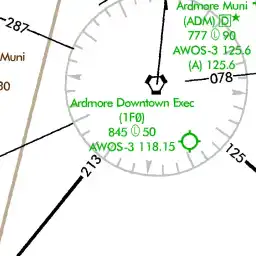 Ardmore Muni
(ADM) D ★
777 90
AWOS-3 125.6
(A) 125.6
287
Muni
30
078
Ardmore Downtown Exec
(1F0)
845 50
AWOS-3 118.15
213
125